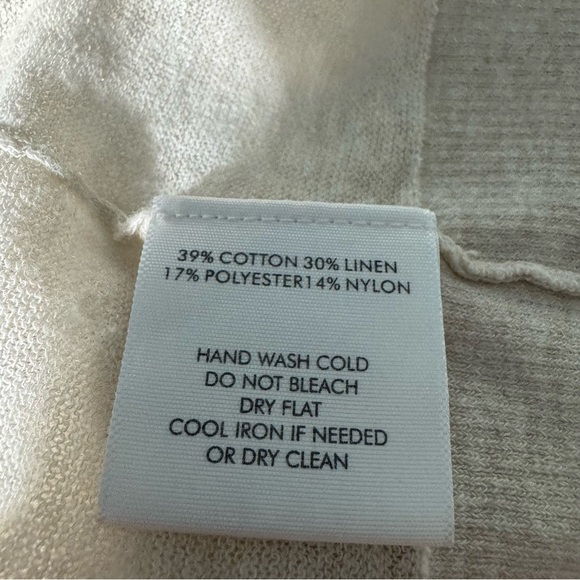 39% COTTON 30% LINEN
17% POLYESTER14% NYLON
HAND WASH COLD
DO NOT BLEACH
DRY FLAT
COOL IRON IF NEEDED
OR DRY CLEAN